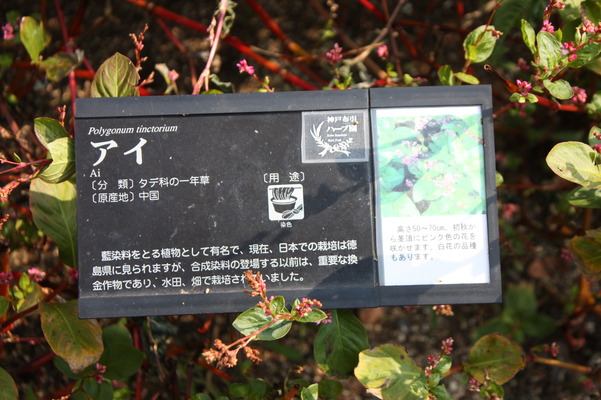 Polygonum tinctorium
アイ
Ai
〔分 類〕タデ科の一年草
〔原産地〕中国
〔用 途〕
染色
神戸布引
ハーブ園
藍染料をとる植物として有名で、現在、日本での栽培は徳
島県に見られますが、合成染料の登場する以前は、重要な換
金作物であり、水田、畑で栽培され いました。
高さ50～70cm。初秋か
ら茎頂にピンク色の花を
咲かせます。白花の品種
もあります。